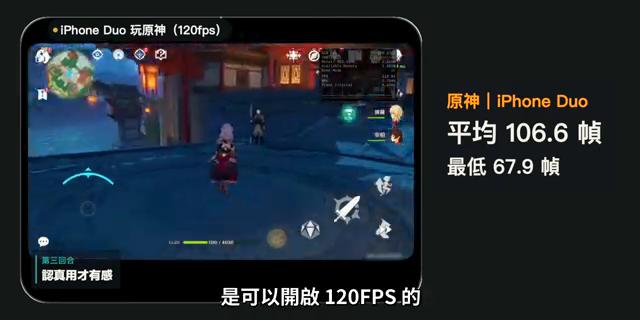 iPhone Duo 玩原神（120fps）
原神｜iPhone Duo
平均 106.6 幀
最低 67.9 幀
第三回合
認真用才有感
是可以開啟 120FPS 的